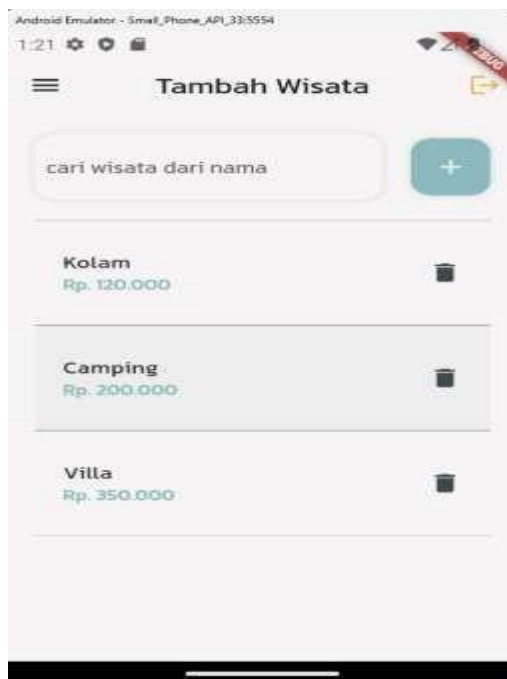 Android Emulator - Small_Phone_API_33:5554
1:21
DEBUG
Tambah Wisata
cari wisata dari nama
+
Kolam
Rp. 120.000
Camping
Rp. 200.000
Villa
Rp. 350.000